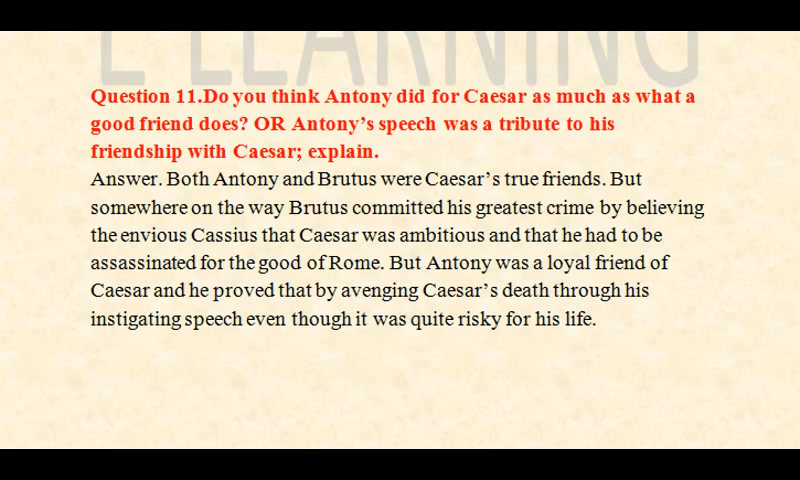 E LEARNING
Question 11.Do you think Antony did for Caesar as much as what a
good friend does? OR Antony's speech was a tribute to his
friendship with Caesar; explain.
Answer. Both Antony and Brutus were Caesar's true friends. But
somewhere on the way Brutus committed his greatest crime by believing
the envious Cassius that Caesar was ambitious and that he had to be
assassinated for the good of Rome. But Antony was a loyal friend of
Caesar and he proved that by avenging Caesar's death through his
instigating speech even though it was quite risky for his life.